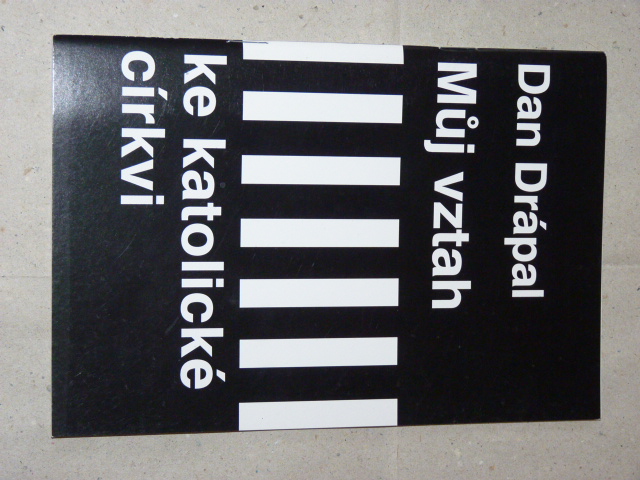 Dan Drápal
Můj vztah
ke katolické
církvi